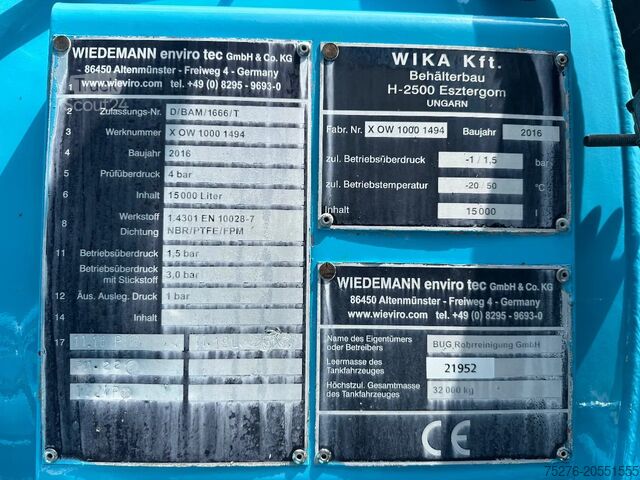 WIEDEMANN enviro tec GmbH & Co. KG
86450 Altenmünster - Freiweg 4 - Germany
1 www.wieviro.com tel. +49 (0) 8295 - 9693-0
2 Zulassungs-Nr. D/BAM/1666/T
3 Werknummer X OW 1000 1494
4 Baujahr 2016
5 Prüfüberdruck 4 bar
6 Inhalt 15000 Liter
8 Werkstoff 1.4301 EN 10028-7
Dichtung NBR/PTFE/FPM
11 Betriebsüberdruck 1,5 bar
Betriebsüberdruck mit Stickstoff 3,0 bar
12 Äus. Ausleg. Druck 1 bar
14 Inhalt
17
WIKA Kft.
Behälterbau
H-2500 Esztergom
UNGARN
Fabr. Nr. X OW 1000 1494 Baujahr 2016
zul. Betriebsüberdruck -1 / 1,5 bar
zul. Betriebstemperatur -20 / 50 °C
Inhalt 15000 l
WIEDEMANN enviro tec GmbH & Co. KG
86450 Altenmünster - Freiweg 4 - Germany
www.wieviro.com tel. +49 (0) 8295 - 9693-0
Name des Eigentümers oder Betreibers BUG Rohrreinigung GmbH
Leermasse des Tankfahrzeuges 21952
Höchstzul. Gesamtmasse des Tankfahrzeuges 32 000 kg
CE
75276-20551555